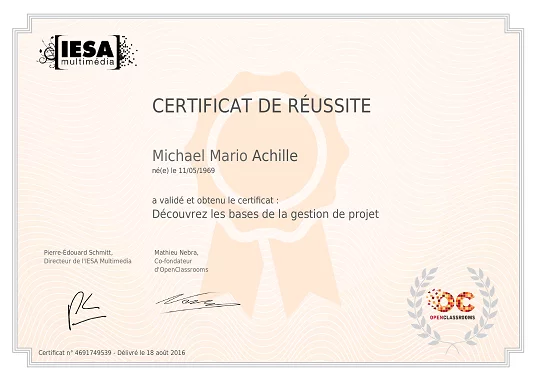 IESA
multimédia
CERTIFICAT DE RÉUSSITE
Michael Mario Achille
né(e) le 11/05/1969
a validé et obtenu le certificat :
Découvrez les bases de la gestion de projet
Pierre-Édouard Schmitt,
Directeur de l'IESA Multimedia
Mathieu Nebra,
Co-fondateur
d'OpenClassrooms
OC
OPENCLASSROOMS
Certificat n° 4691749539 - Délivré le 18 août 2016